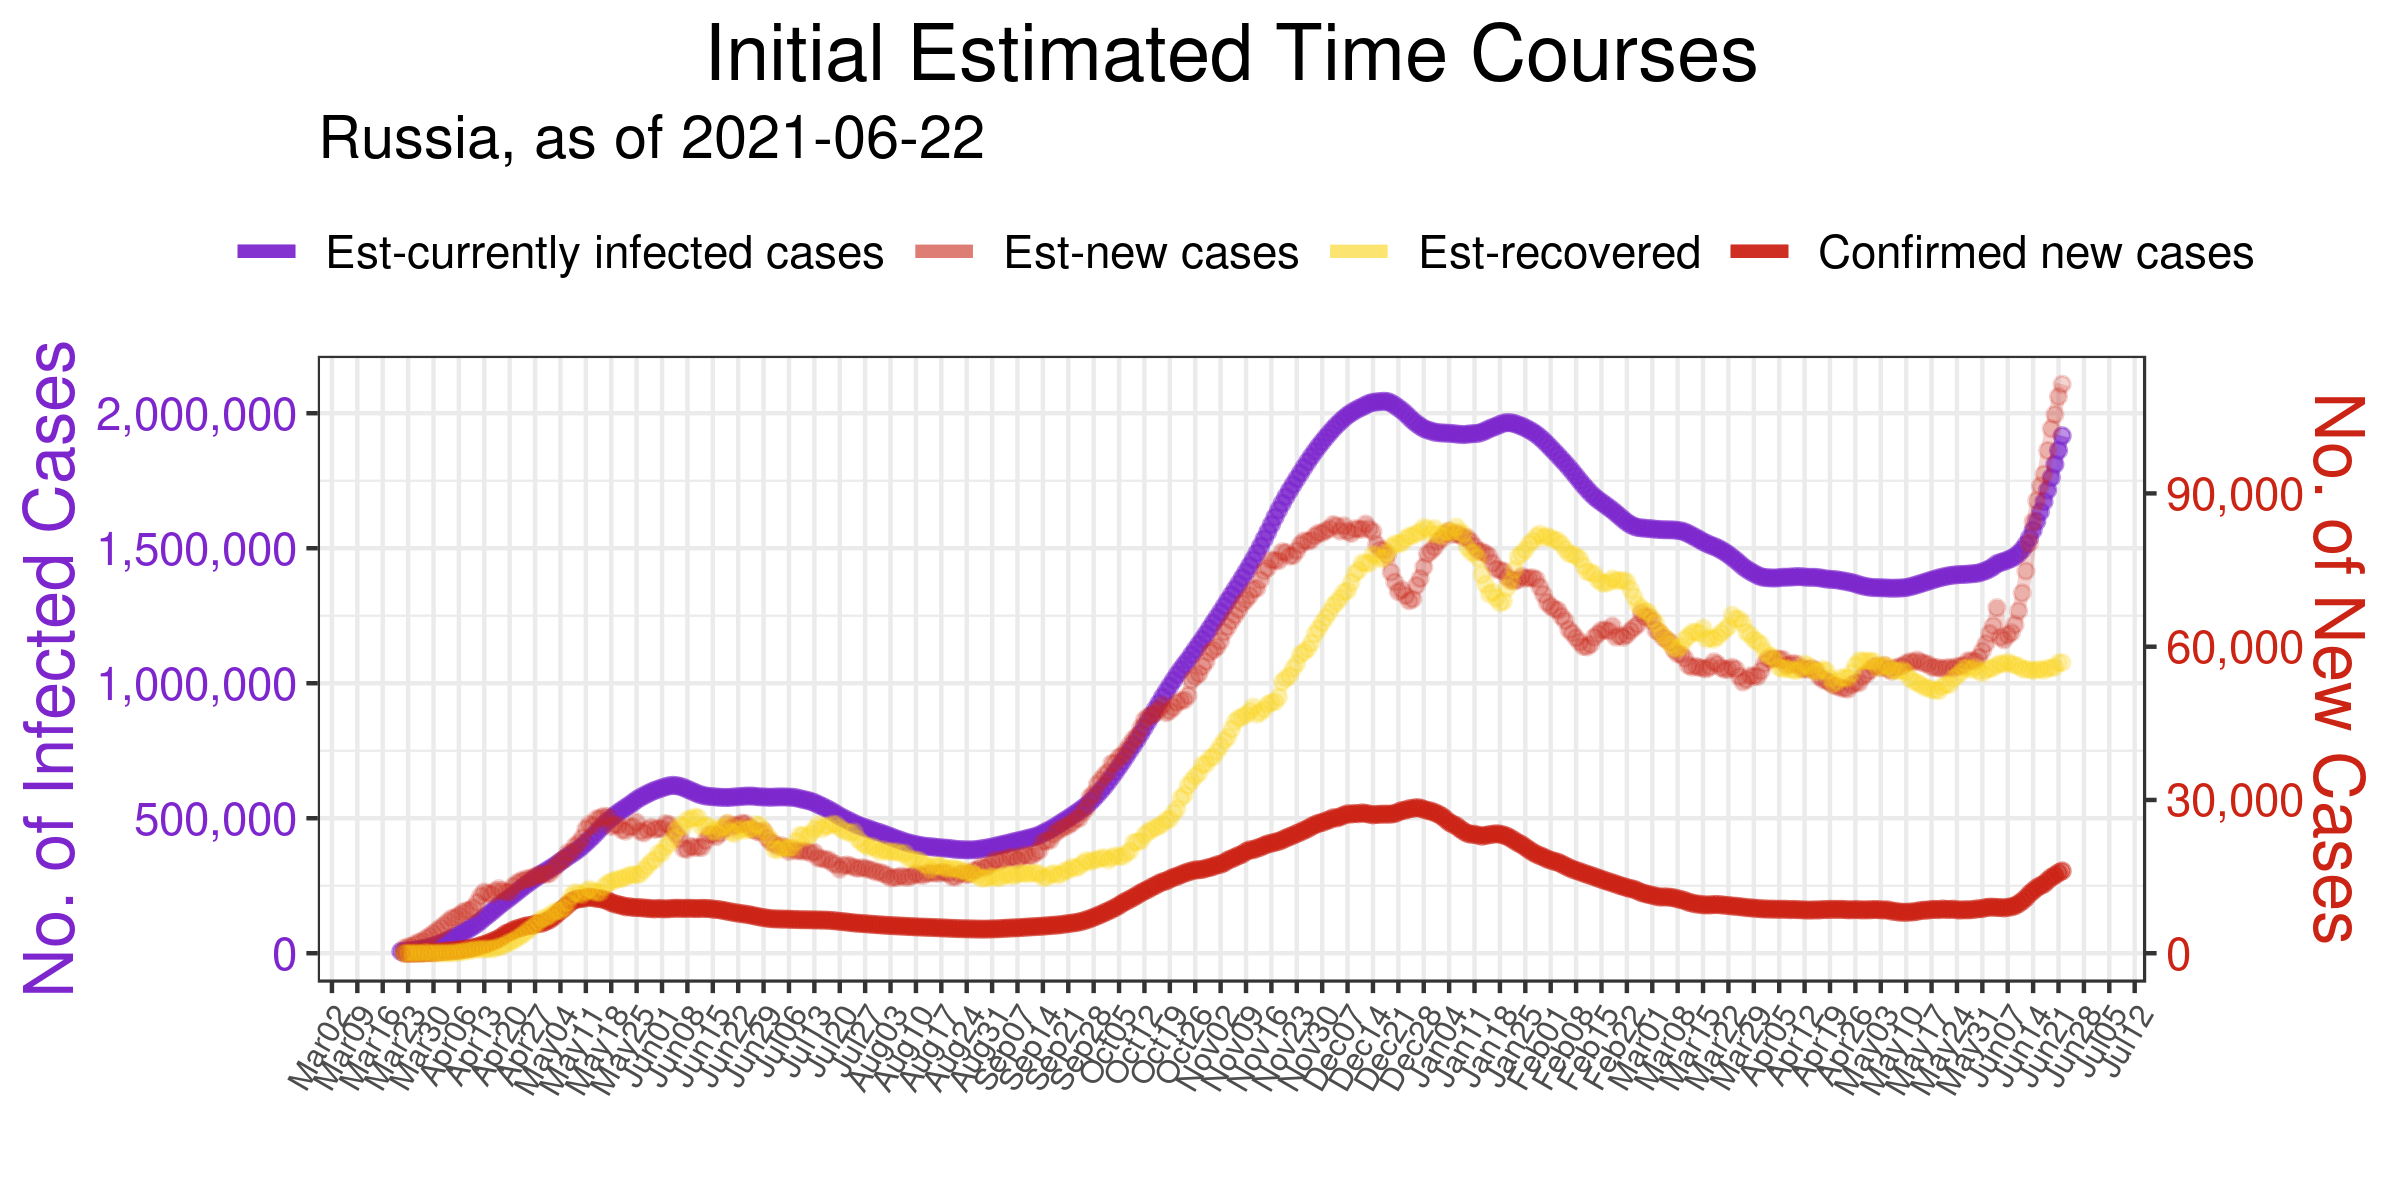 Initial Estimated Time Courses
Russia, as of 2021-06-22
Est-currently infected cases Est-new cases Est-recovered Confirmed new cases
No. of Infected Cases
2,000,000
1,500,000
1,000,000
500,000
0
90,000
60,000
30,000
0
No. of New Cases
Mar02 Mar09 Mar16 Mar23 Mar30 Apr06 Apr13 Apr20 Apr27 May04 May11 May18 May25 Jun01 Jun08 Jun15 Jun22 Jun29 Jul06 Jul13 Jul20 Jul27 Aug03 Aug10 Aug17 Aug24 Aug31 Sep07 Sep14 Sep21 Sep28 Oct05 Oct12 Oct19 Oct26 Nov02 Nov09 Nov16 Nov23 Nov30 Dec07 Dec14 Dec21 Dec28 Jan04 Jan11 Jan18 Jan25 Feb01 Feb08 Feb15 Feb22 Mar01 Mar08 Mar15 Mar22 Mar29 Apr05 Apr12 Apr19 Apr26 May03 May10 May17 May24 May31 Jun07 Jun14 Jun21 Jun28 Jul05 Jul12